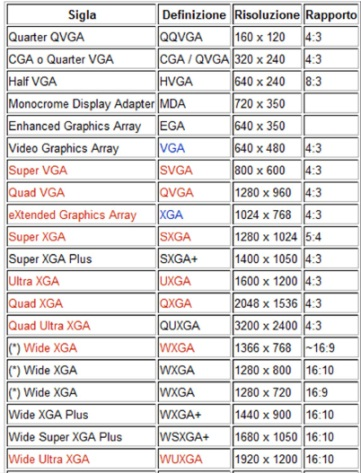 Sigla Definizione Risoluzione Rapporto
Quarter QVGA QQVGA 160 x 120 4:3
CGA o Quarter VGA CGA / QVGA 320 x 240 4:3
Half VGA HVGA 640 x 240 8:3
Monocrome Display Adapter MDA 720 x 350
Enhanced Graphics Array EGA 640 x 350
Video Graphics Array VGA 640 x 480 4:3
Super VGA SVGA 800 x 600 4:3
Quad VGA QVGA 1280 x 960 4:3
eXtended Graphics Array XGA 1024 x 768 4:3
Super XGA SXGA 1280 x 1024 5:4
Super XGA Plus SXGA+ 1400 x 1050 4:3
Ultra XGA UXGA 1600 x 1200 4:3
Quad XGA QXGA 2048 x 1536 4:3
Quad Ultra XGA QUXGA 3200 x 2400 4:3
(*) Wide XGA WXGA 1366 x 768 ~16:9
(*) Wide XGA WXGA 1280 x 800 16:10
(*) Wide XGA WXGA 1280 x 720 16:9
Wide XGA Plus WXGA+ 1440 x 900 16:10
Wide Super XGA Plus WSXGA+ 1680 x 1050 16:10
Wide Ultra XGA WUXGA 1920 x 1200 16:10